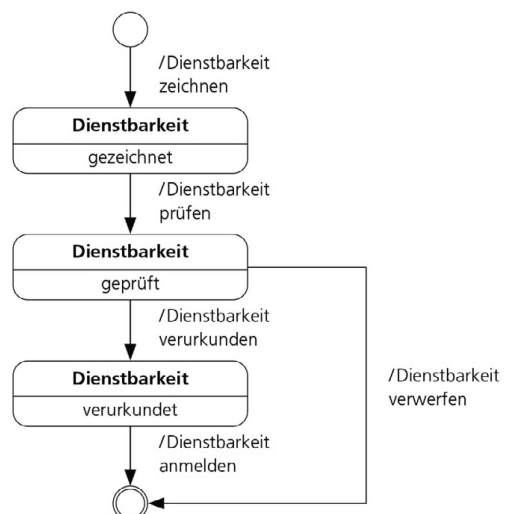 /Dienstbarkeit
zeichnen
Dienstbarkeit
gezeichnet
/Dienstbarkeit
prüfen
Dienstbarkeit
geprüft
/Dienstbarkeit
verurkunden
Dienstbarkeit
verurkundet
/Dienstbarkeit
verwerfen
/Dienstbarkeit
anmelden